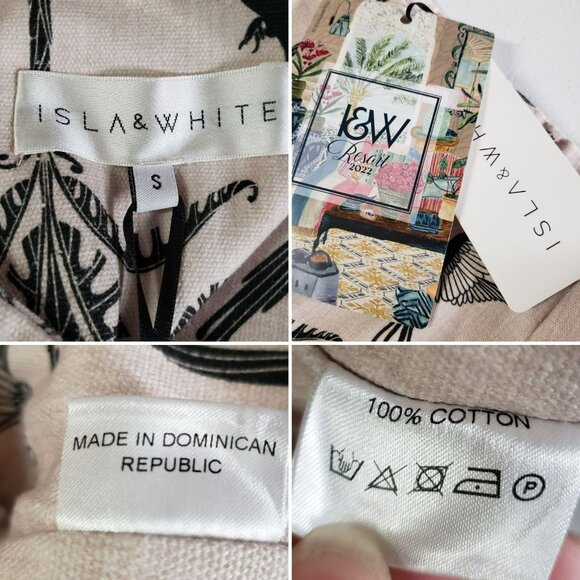 ISLA&WHITE
S
I&W
Resort
2022
ISLA & WH
MADE IN DOMINICAN
REPUBLIC
100% COTTON
P